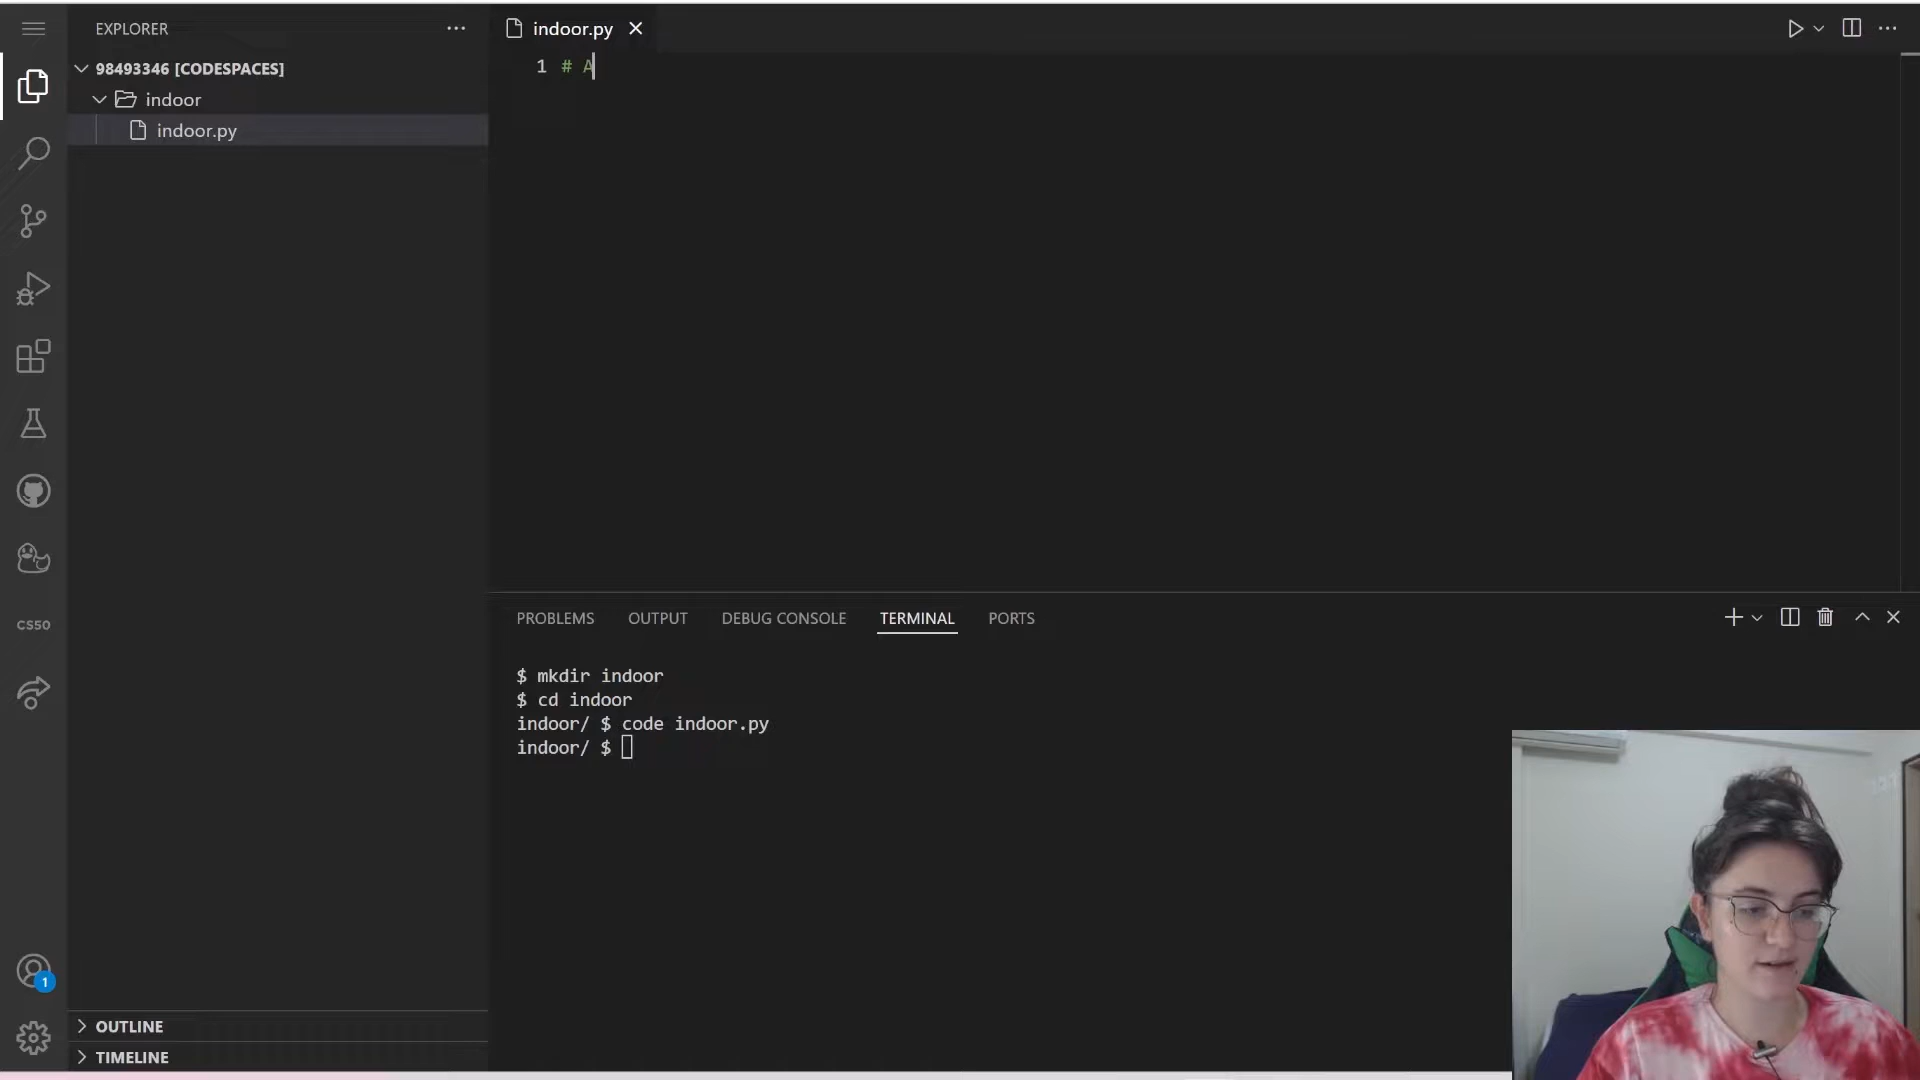 EXPLORER
98493346 [CODESPACES]
indoor
indoor.py
OUTLINE
TIMELINE
CS50
1
indoor.py
1 # A
PROBLEMS OUTPUT DEBUG CONSOLE TERMINAL PORTS
$ mkdir indoor
$ cd indoor
indoor/ $ code indoor.py
indoor/ $